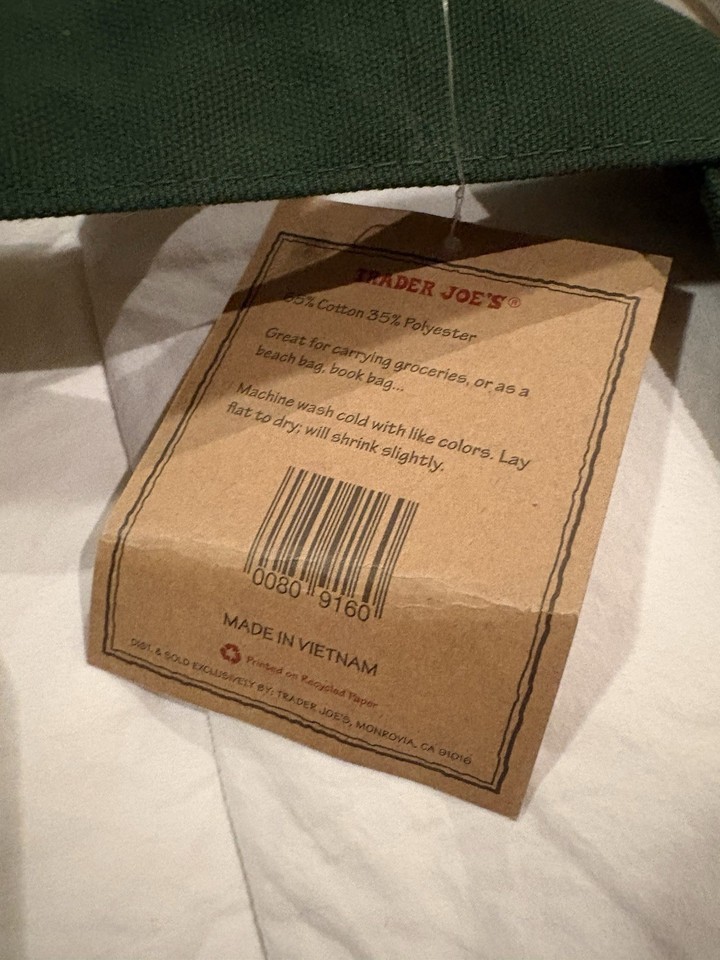 TRADER JOE'S®
65% Cotton 35% Polyester
Great for carrying groceries, or as a
beach bag, book bag...
Machine wash cold with like colors. Lay
flat to dry; will shrink slightly.
0080 9160
MADE IN VIETNAM
Printed on Recycled Paper
DIST. & SOLD EXCLUSIVELY BY: TRADER JOE'S, MONROVIA, CA 91016